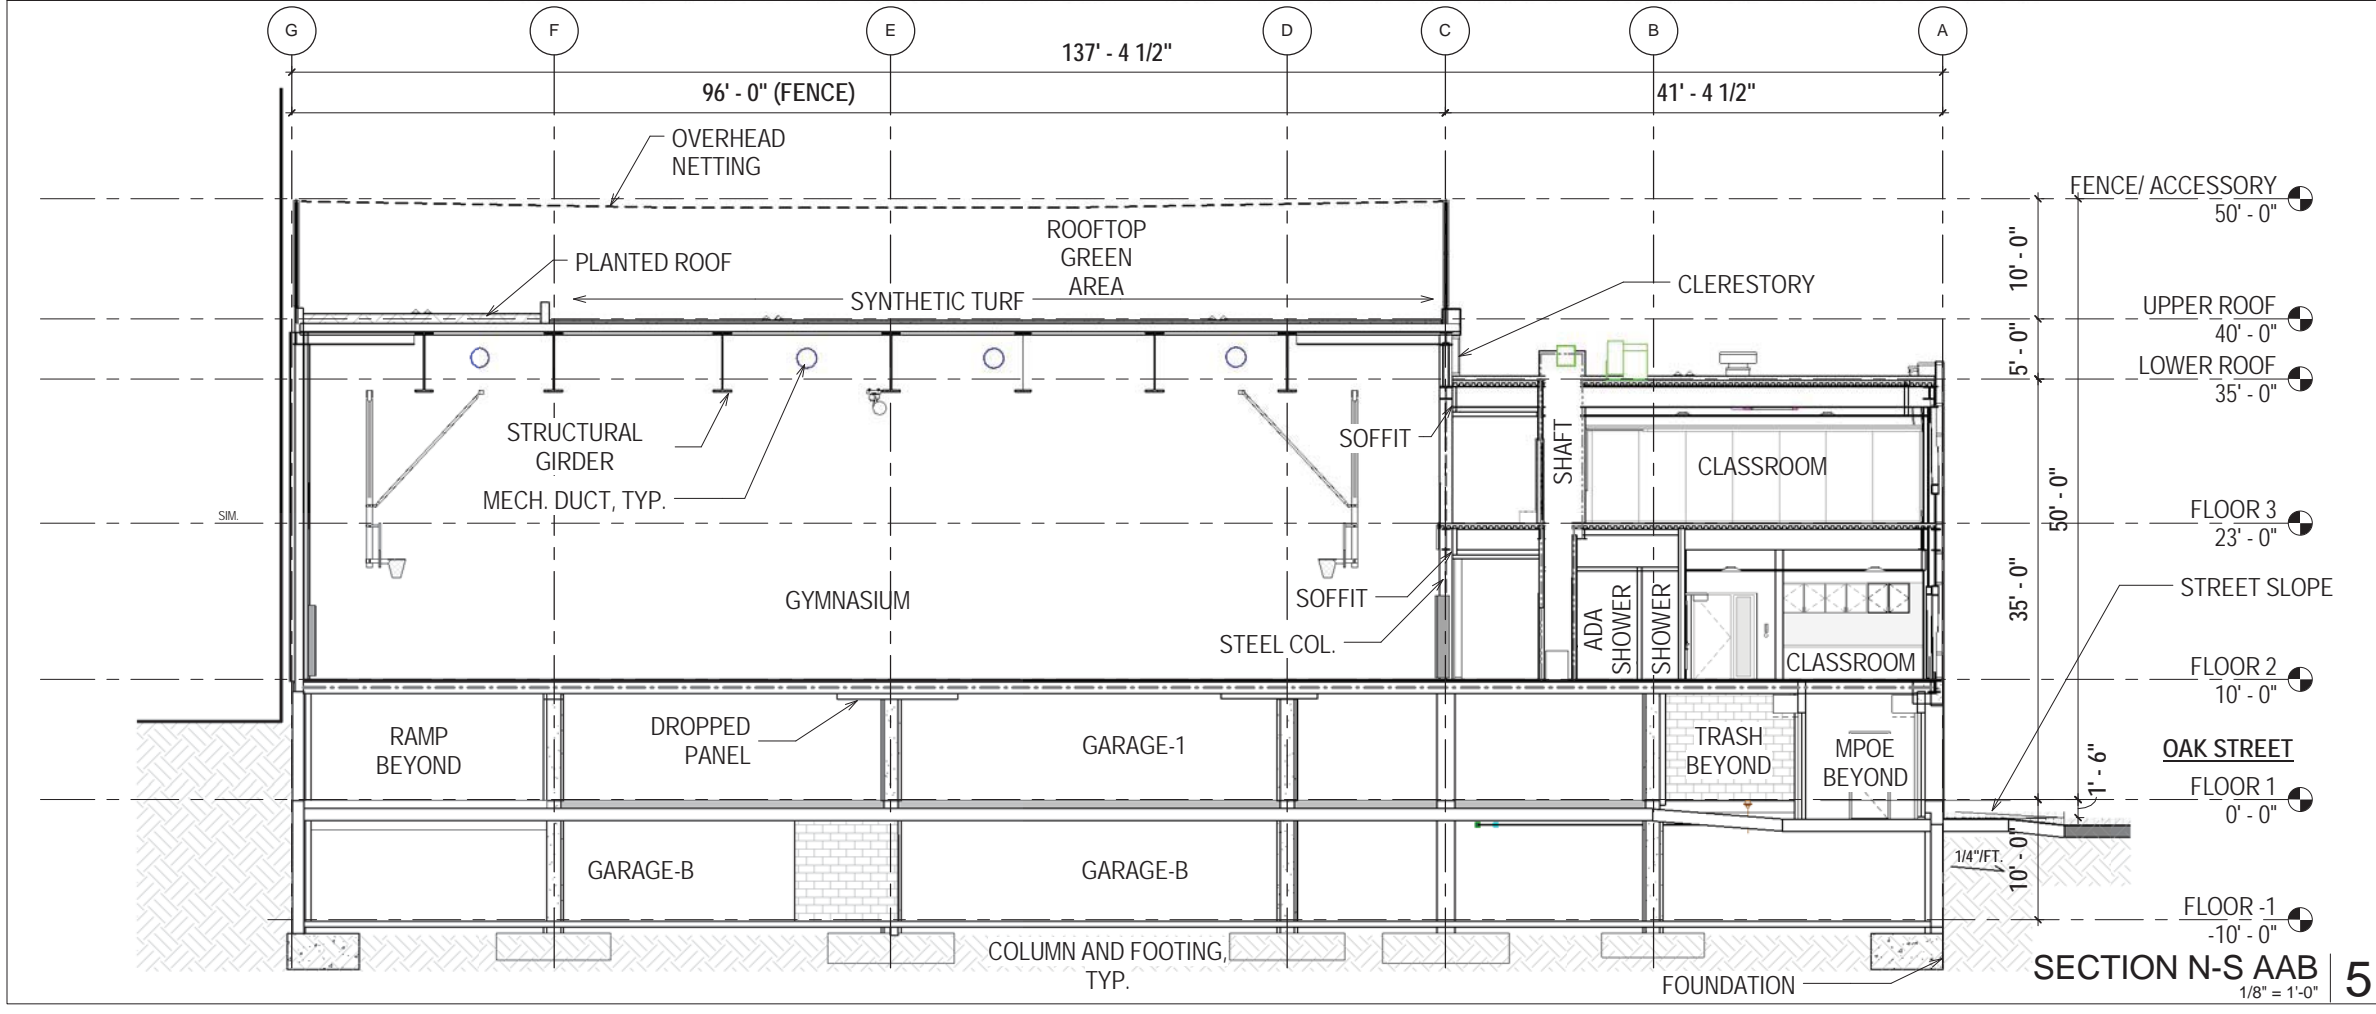 G F E D C B A
137' - 4 1/2"
96' - 0" (FENCE)
41' - 4 1/2"
OVERHEAD
NETTING
FENCE/ ACCESSORY
50' - 0"
ROOFTOP
GREEN
AREA
PLANTED ROOF
SYNTHETIC TURF
CLERESTORY
10' - 0"
UPPER ROOF
40' - 0"
5' - 0"
LOWER ROOF
35' - 0"
STRUCTURAL
GIRDER
MECH. DUCT, TYP.
SOFFIT
SHAFT
CLASSROOM
50' - 0"
SIM.
FLOOR 3
23' - 0"
GYMNASIUM
SOFFIT
STEEL COL.
ADA
SHOWER
SHOWER
CLASSROOM
35' - 0"
STREET SLOPE
FLOOR 2
10' - 0"
RAMP
BEYOND
DROPPED
PANEL
GARAGE-1
TRASH
BEYOND
MPOE
BEYOND
1' - 6"
OAK STREET
FLOOR 1
0' - 0"
GARAGE-B
GARAGE-B
1/4"/FT.
10' - 0"
FLOOR -1
-10' - 0"
COLUMN AND FOOTING,
TYP.
FOUNDATION
SECTION N-S AAB
1/8" = 1'-0"
5